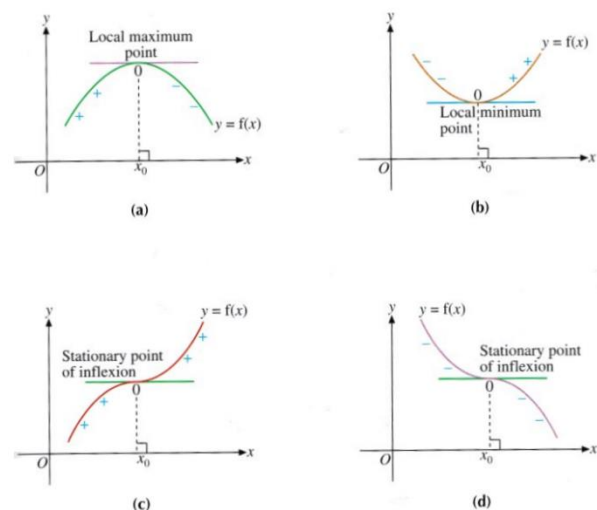 y
Local maximum
point
0
+
+
−
−
y = f(x)
O
x₀
x
(a)
y
y = f(x)
−
−
+
+
0
Local minimum
point
O
x₀
x
(b)
y
y = f(x)
Stationary point
of inflexion
+
+
0
+
+
O
x₀
x
(c)
y
y = f(x)
−
−
Stationary point
of inflexion
0
−
−
O
x₀
x
(d)